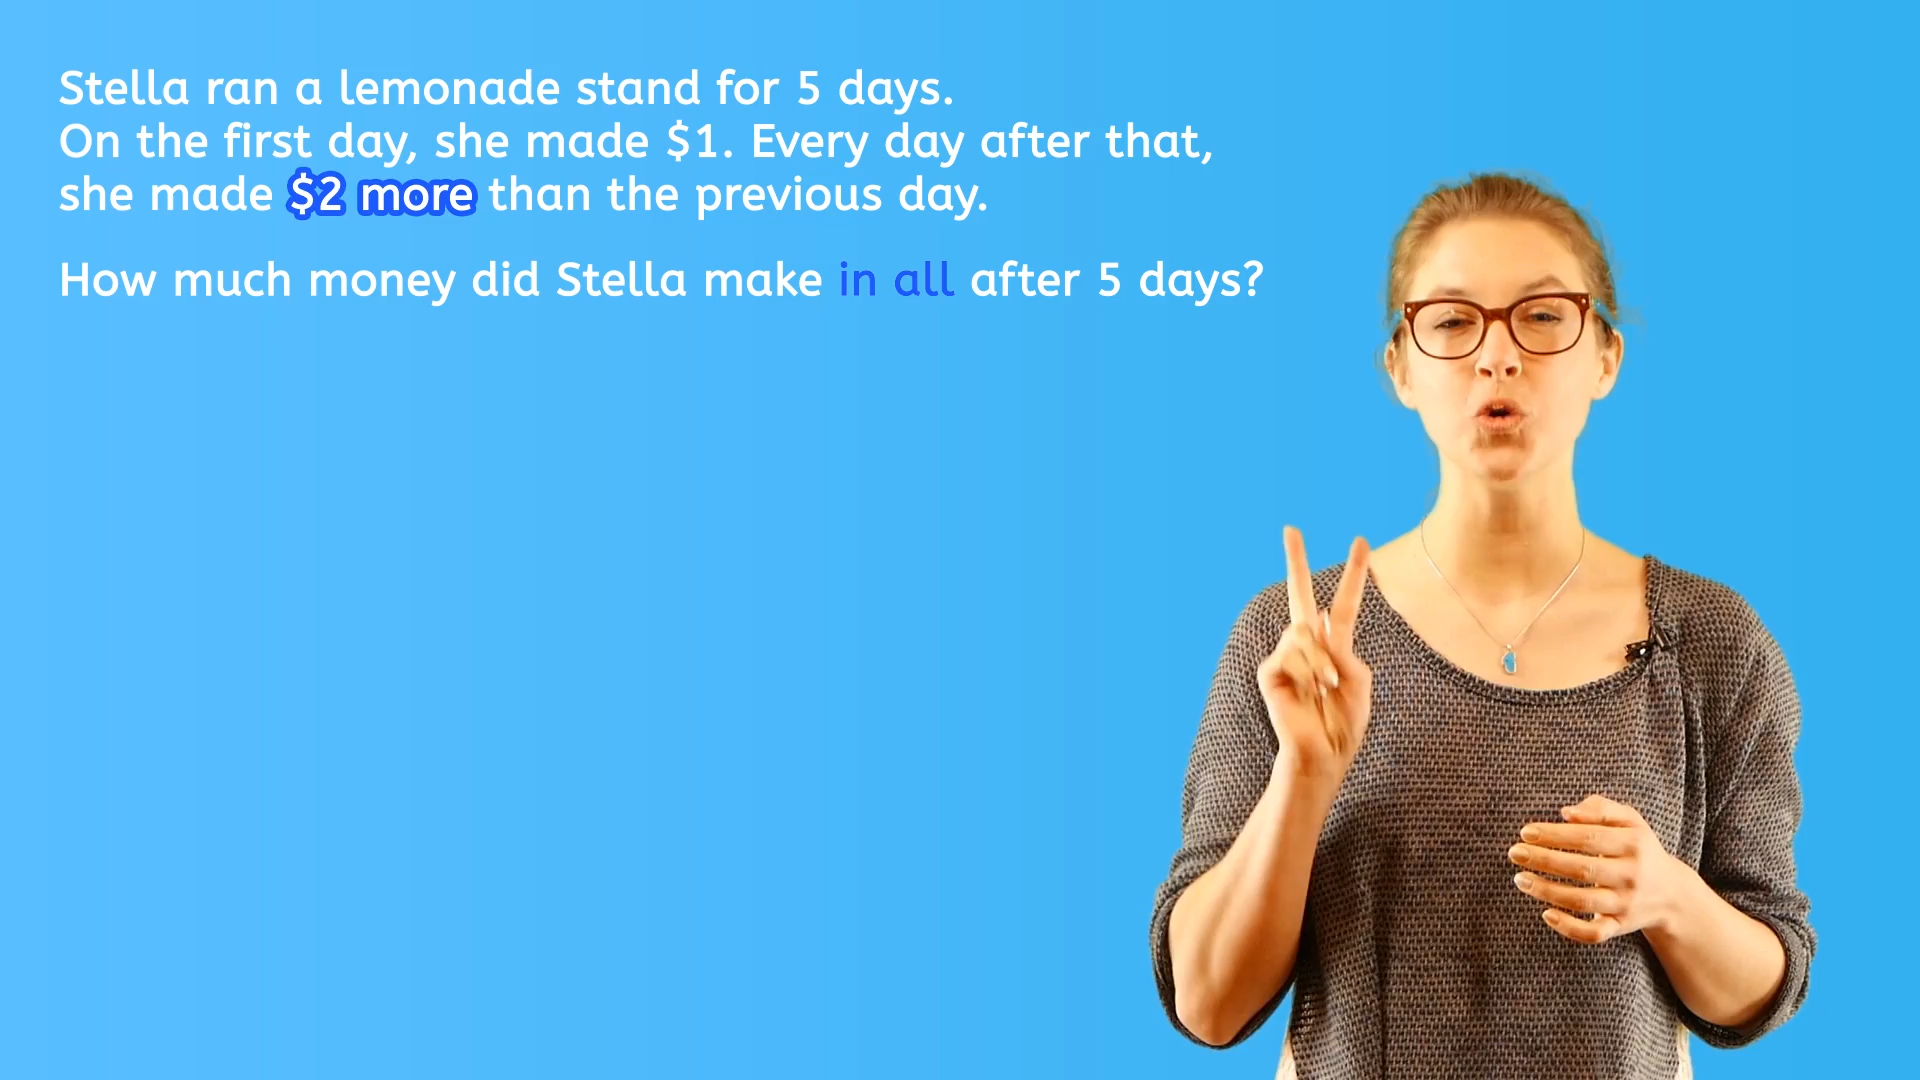 Stella ran a lemonade stand for 5 days.
On the first day, she made $1. Every day after that,
she made $2 more than the previous day.
How much money did Stella make in all after 5 days?